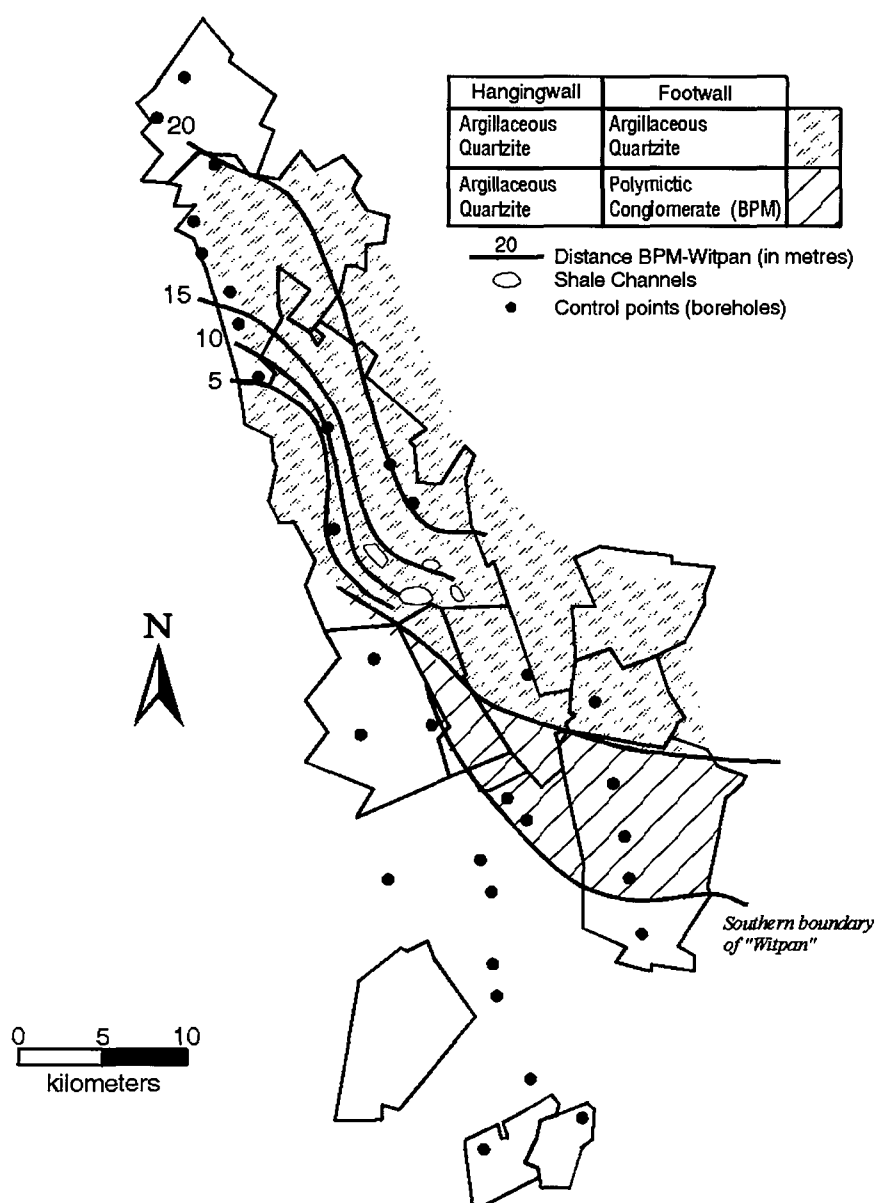 Hangingwall Footwall
Argillaceous Quartzite Argillaceous Quartzite
Argillaceous Quartzite Polymictic Conglomerate (BPM)
20 Distance BPM-Witpan (in metres)
Shale Channels
Control points (boreholes)
20
15
10
5
N
Southern boundary
of "Witpan"
0 5 10
kilometers